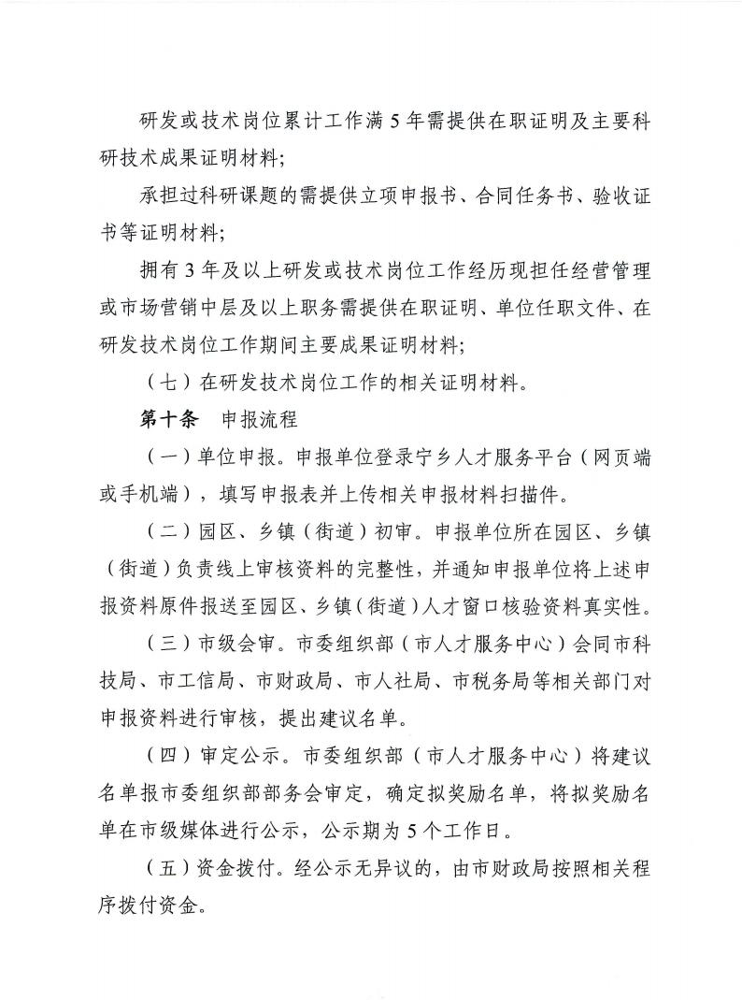 研发或技术岗位累计工作满 5 年需提供在职证明及主要科
研技术成果证明材料；
承担过科研课题的需提供立项申报书、合同任务书、验收证
书等证明材料；
拥有 3 年及以上研发或技术岗位工作经历现担任经营管理
或市场营销中层及以上职务需提供在职证明、单位任职文件、在
研发技术岗位工作期间主要成果证明材料；
（七）在研发技术岗位工作的相关证明材料。
第十条　申报流程
（一）单位申报。申报单位登录宁乡人才服务平台（网页端
或手机端），填写申报表并上传相关申报材料扫描件。
（二）园区、乡镇（街道）初审。申报单位所在园区、乡镇
（街道）负责线上审核资料的完整性，并通知申报单位将上述申
报资料原件报送至园区、乡镇（街道）人才窗口核验资料真实性。
（三）市级会审。市委组织部（市人才服务中心）会同市科
技局、市工信局、市财政局、市人社局、市税务局等相关部门对
申报资料进行审核，提出建议名单。
（四）审定公示。市委组织部（市人才服务中心）将建议
名单报市委组织部部务会审定，确定拟奖励名单，将拟奖励名
单在市级媒体进行公示，公示期为 5 个工作日。
（五）资金拨付。经公示无异议的，由市财政局按照相关程
序拨付资金。